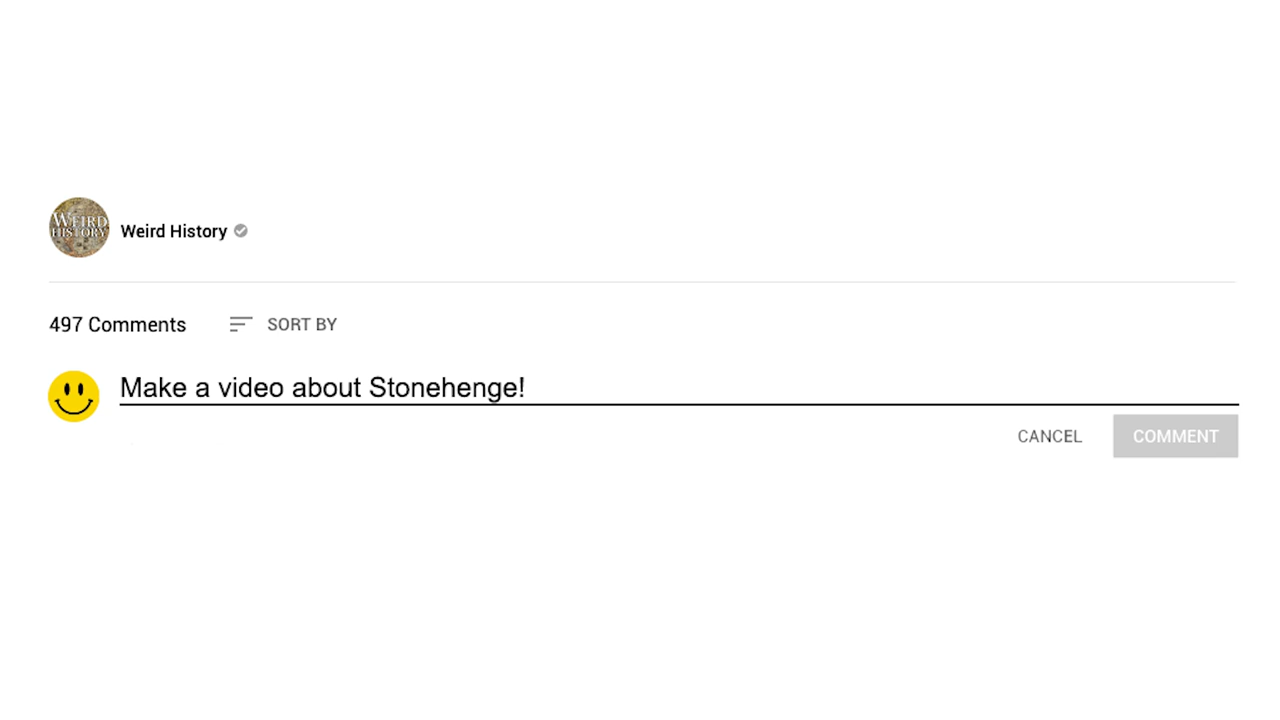 WEIRD
HISTORY
Weird History
497 Comments
SORT BY
Make a video about Stonehenge!
CANCEL
COMMENT